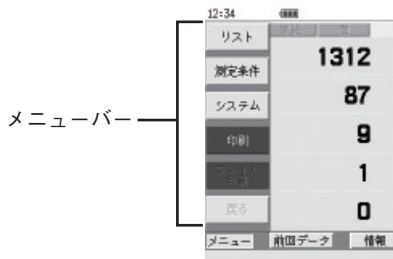 12:34
リスト
測定条件
システム
印刷
戻る
メニューバー
1312
87
9
1
0
メニュー 前回データ 情報